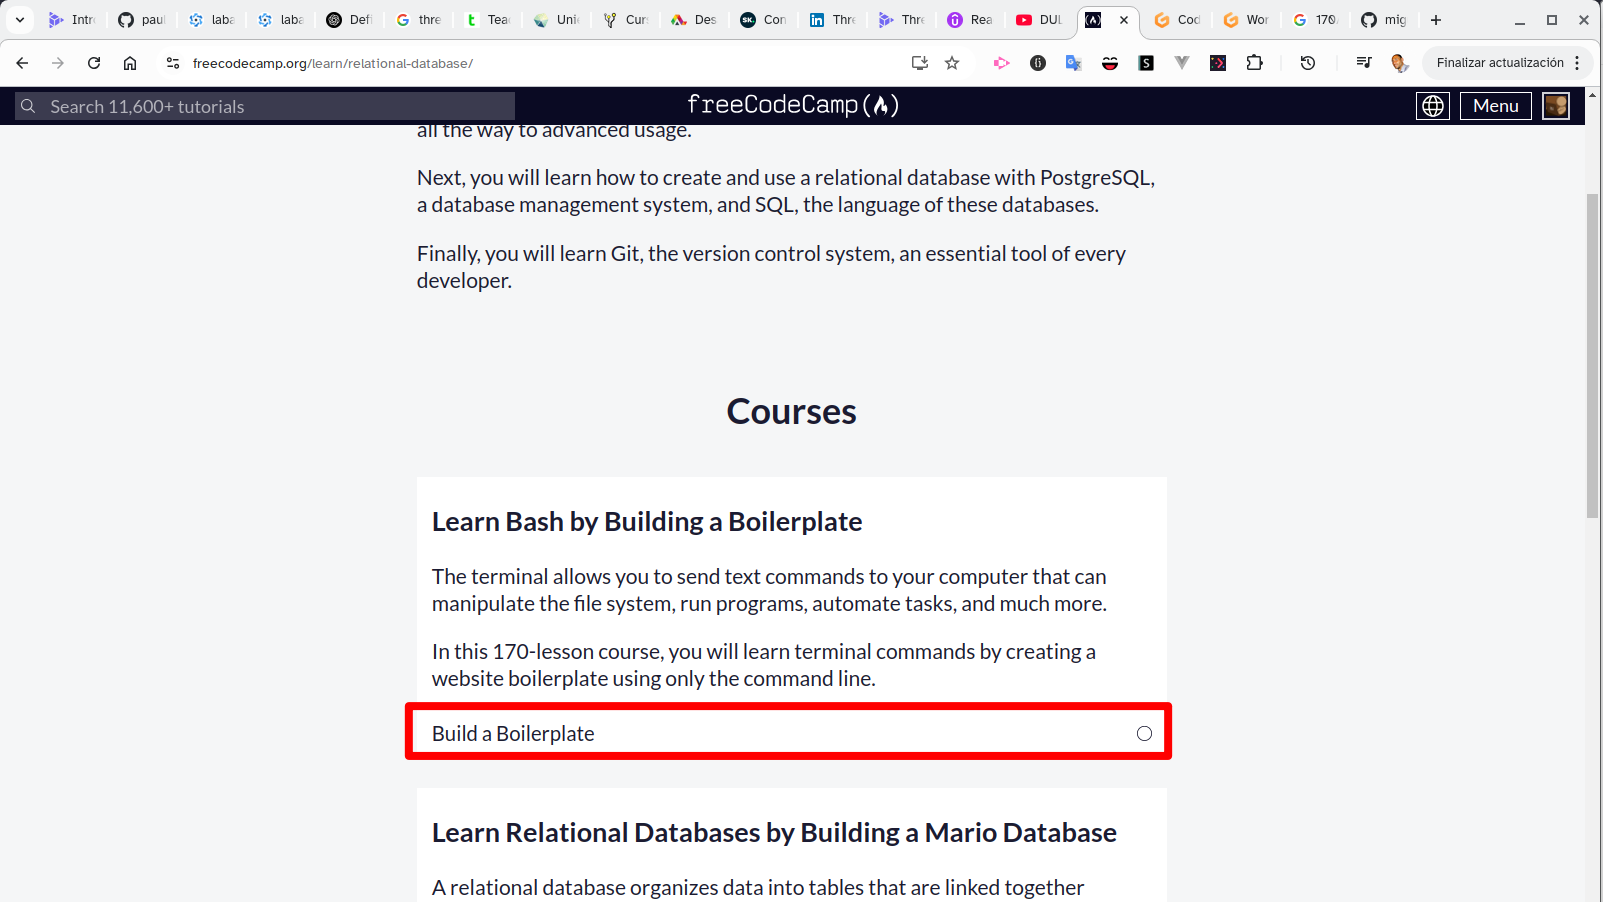 Intro
paul
laba
laba
Defi
thre
Teac
Unic
Curs
Des
Con
Thre
Thre
Rea
DUL
Cod
Wor
170/
mig
freecodecamp.org/learn/relational-database/
Finalizar actualización
Search 11,600+ tutorials
freeCodeCamp
Menu
all the way to advanced usage.
Next, you will learn how to create and use a relational database with PostgreSQL,
a database management system, and SQL, the language of these databases.
Finally, you will learn Git, the version control system, an essential tool of every
developer.
Courses
Learn Bash by Building a Boilerplate
The terminal allows you to send text commands to your computer that can
manipulate the file system, run programs, automate tasks, and much more.
In this 170-lesson course, you will learn terminal commands by creating a
website boilerplate using only the command line.
Build a Boilerplate
Learn Relational Databases by Building a Mario Database
A relational database organizes data into tables that are linked together